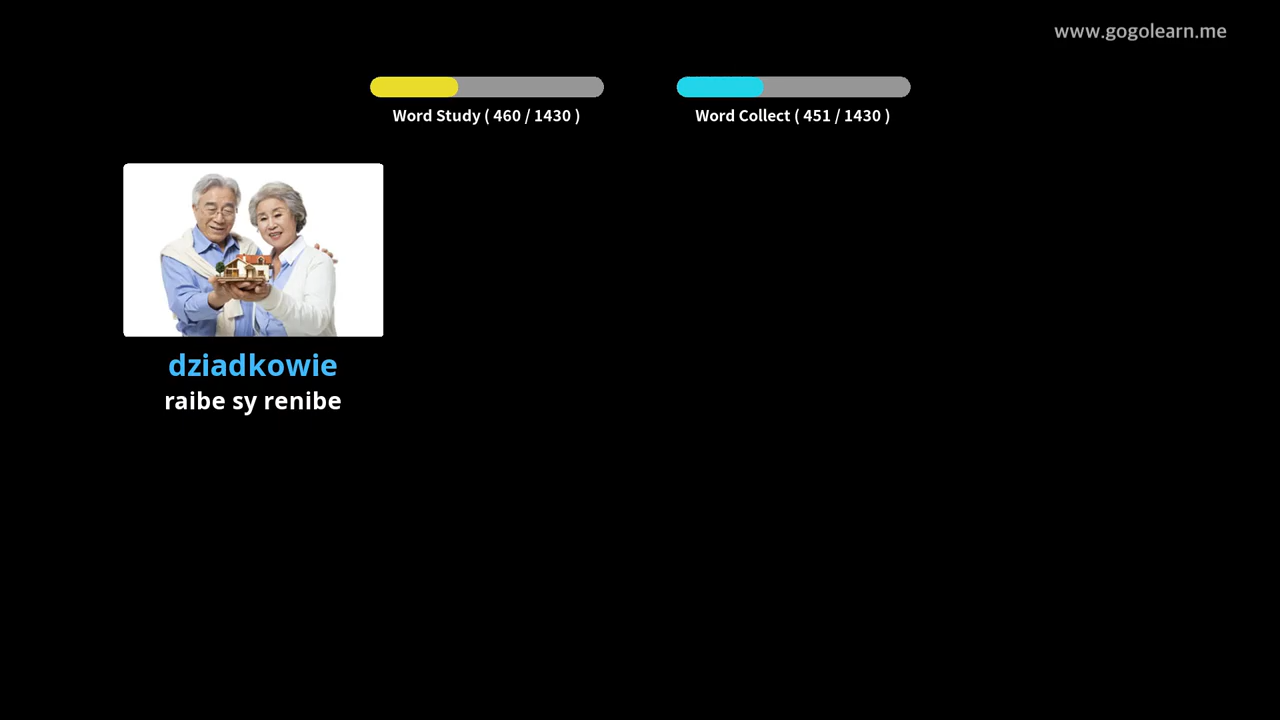 www.gogolearn.me
Word Study ( 460 / 1430 )
Word Collect ( 451 / 1430 )
dziadkowie
raibe sy renibe